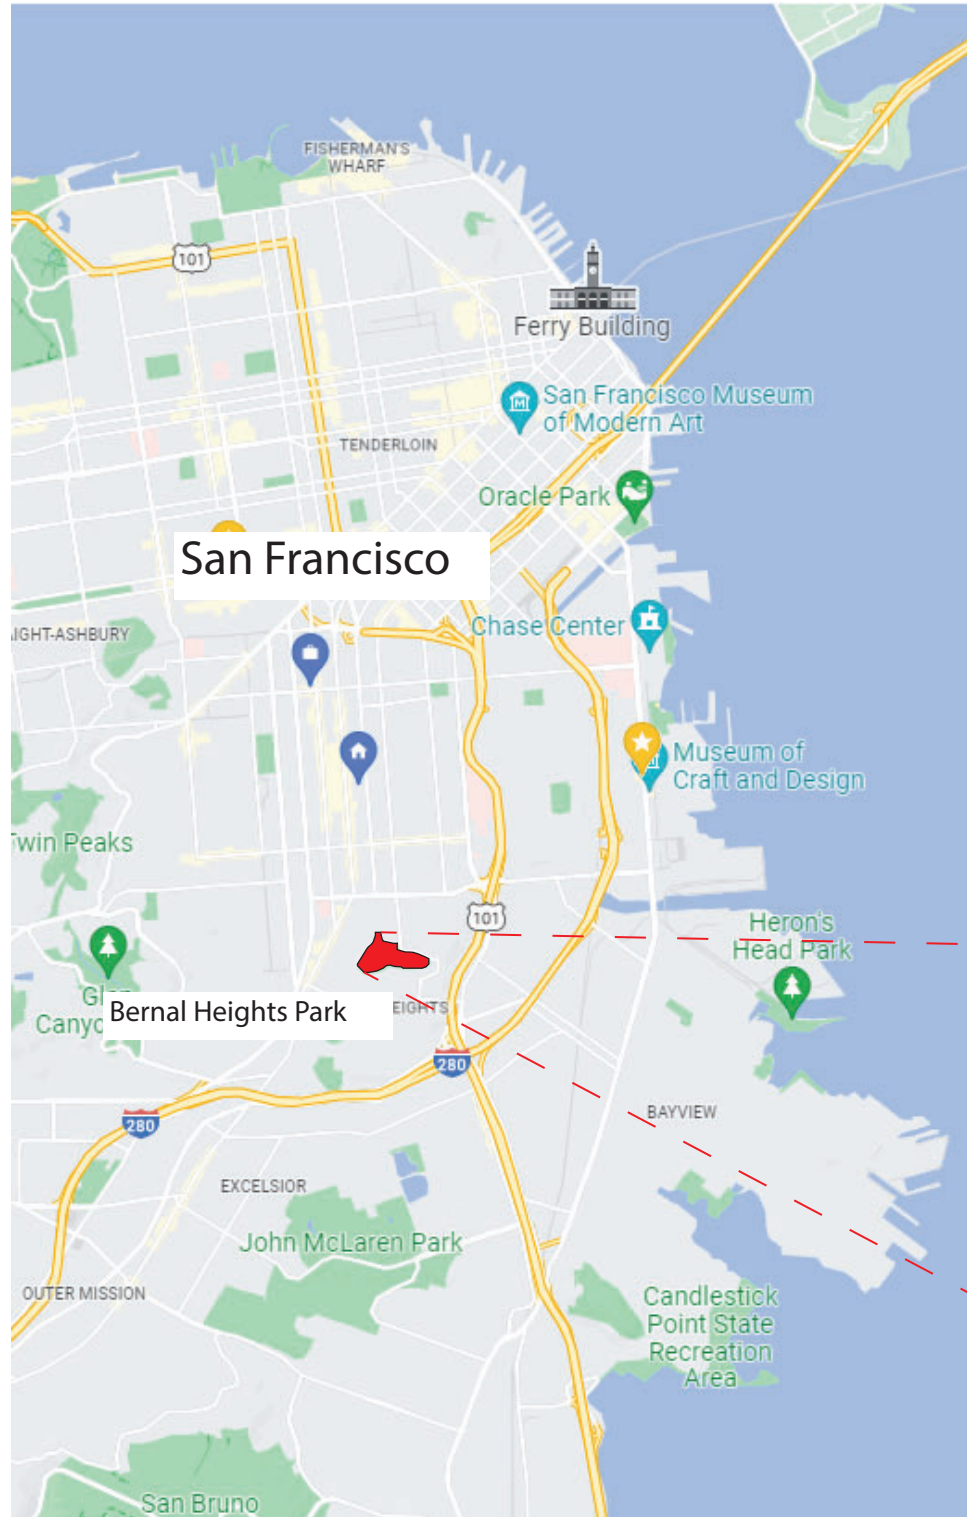 FISHERMAN'S
WHARF
101
Ferry Building
San Francisco Museum
of Modern Art
TENDERLOIN
Oracle Park
San Francisco
Chase Center
IGHT-ASHBURY
Museum of
Craft and Design
Twin Peaks
101
Heron's
Head Park
Canyo
Bernal Heights Park
EIGHTS
280
280
BAYVIEW
EXCELSIOR
John McLaren Park
OUTER MISSION
Candlestick
Point State
Recreation
Area
San Bruno